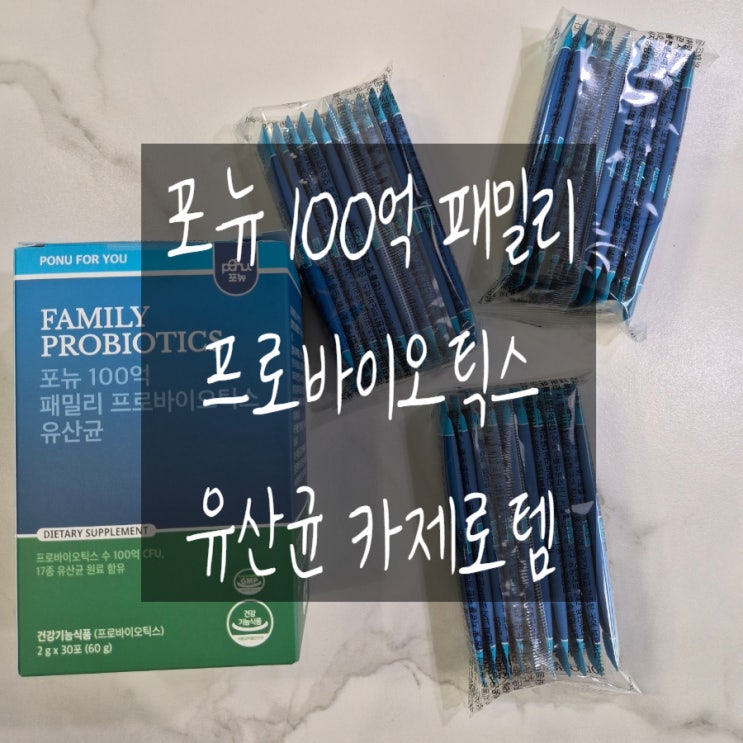 포뉴 100억 패밀리
프로바이오틱스
유산균 카제로템
PONU FOR YOU
ponu
포뉴
FAMILY
PROBIOTICS
포뉴 100억
패밀리 프로바이오틱스
유산균
DIETARY SUPPLEMENT
프로바이오틱스 수 100억 CFU,
17종 유산균 원료 함유
GMP
건강
기능식품
건강기능식품 (프로바이오틱스)
2 g x 30포 (60 g)